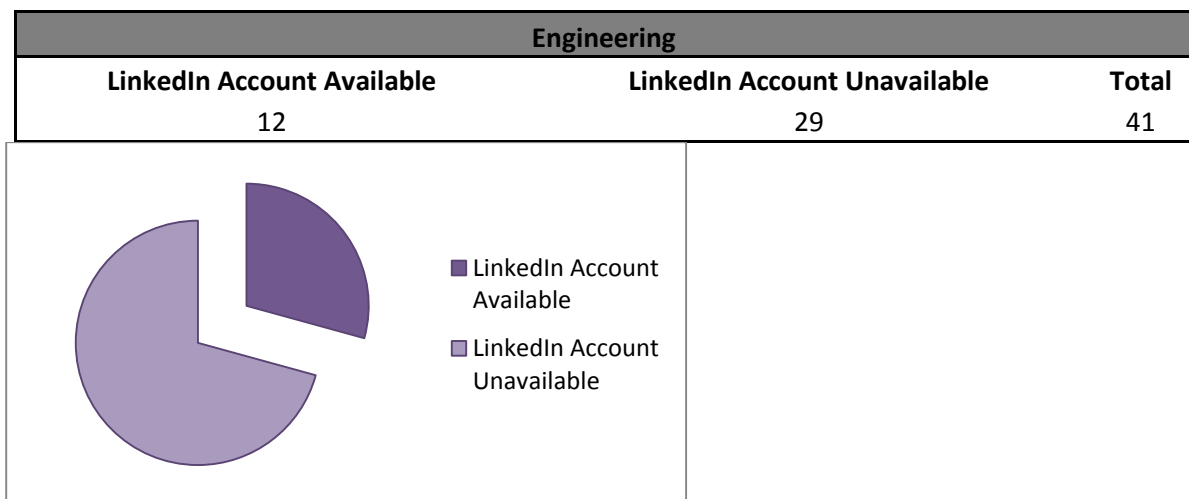 Engineering
LinkedIn Account Available LinkedIn Account Unavailable Total
12 29 41
LinkedIn Account
Available
LinkedIn Account
Unavailable